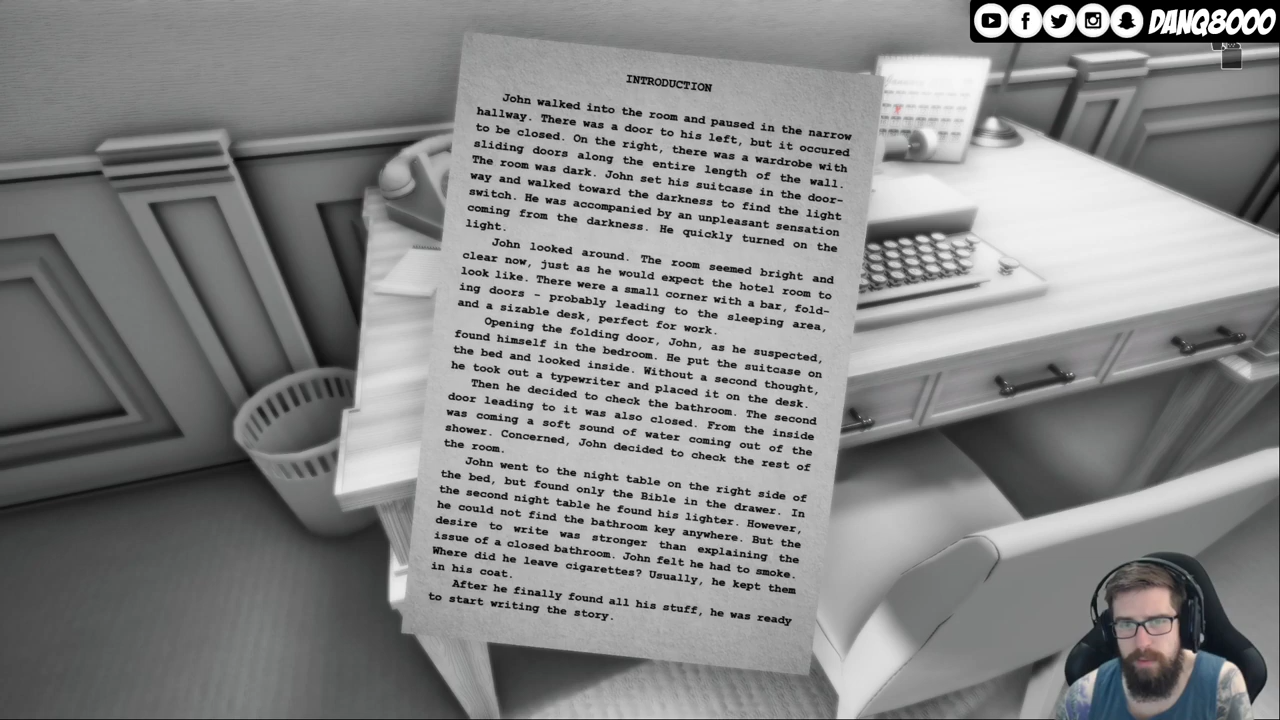 DANQ8000
INTRODUCTION
John walked into the room and paused in the narrow
hallway. There was a door to his left, but it occured
to be closed. On the right, there was a wardrobe with
sliding doors along the entire length of the wall.
The room was dark. John set his suitcase in the door-
way and walked toward the darkness to find the light
switch. He was accompanied by an unpleasant sensation
coming from the darkness. He quickly turned on the
light.
John looked around. The room seemed bright and
clear now, just as he would expect the hotel room to
look like. There were a small corner with a bar, fold-
ing doors – probably leading to the sleeping area,
and a sizable desk, perfect for work.
Opening the folding door, John, as he suspected,
found himself in the bedroom. He put the suitcase on
the bed and looked inside. Without a second thought,
he took out a typewriter and placed it on the desk.
Then he decided to check the bathroom. The second
door leading to it was also closed. From the inside
was coming a soft sound of water coming out of the
shower. Concerned, John decided to check the rest of
the room.
John went to the night table on the right side of
the bed, but found only the Bible in the drawer. In
the second night table he found his lighter. However,
he could not find the bathroom key anywhere. But the
desire to write was stronger than explaining the
issue of a closed bathroom. John felt he had to smoke.
Where did he leave cigarettes? Usually, he kept them
in his coat.
After he finally found all his stuff, he was ready
to start writing the story.